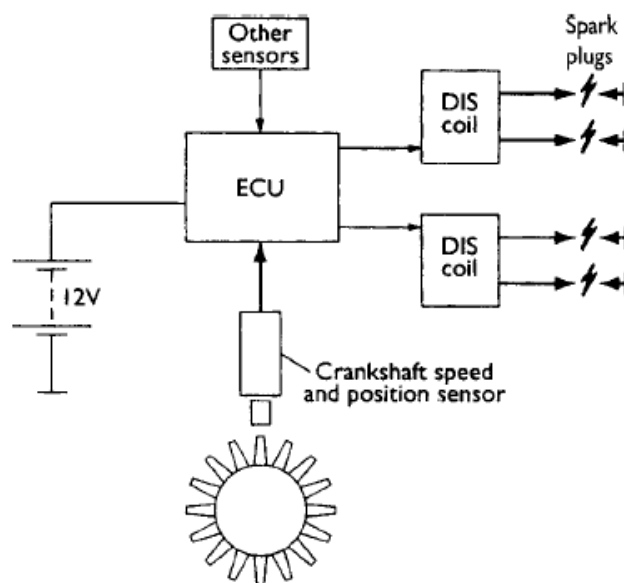 Other
sensors
Spark
plugs
DIS
coil
ECU
DIS
coil
12V
Crankshaft speed
and position sensor